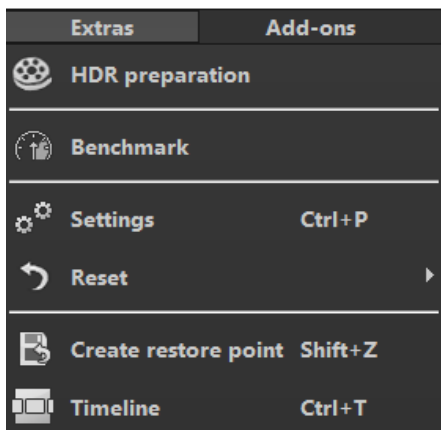 Extras Add-ons
HDR preparation
Benchmark
Settings Ctrl+P
Reset
Create restore point Shift+Z
Timeline Ctrl+T